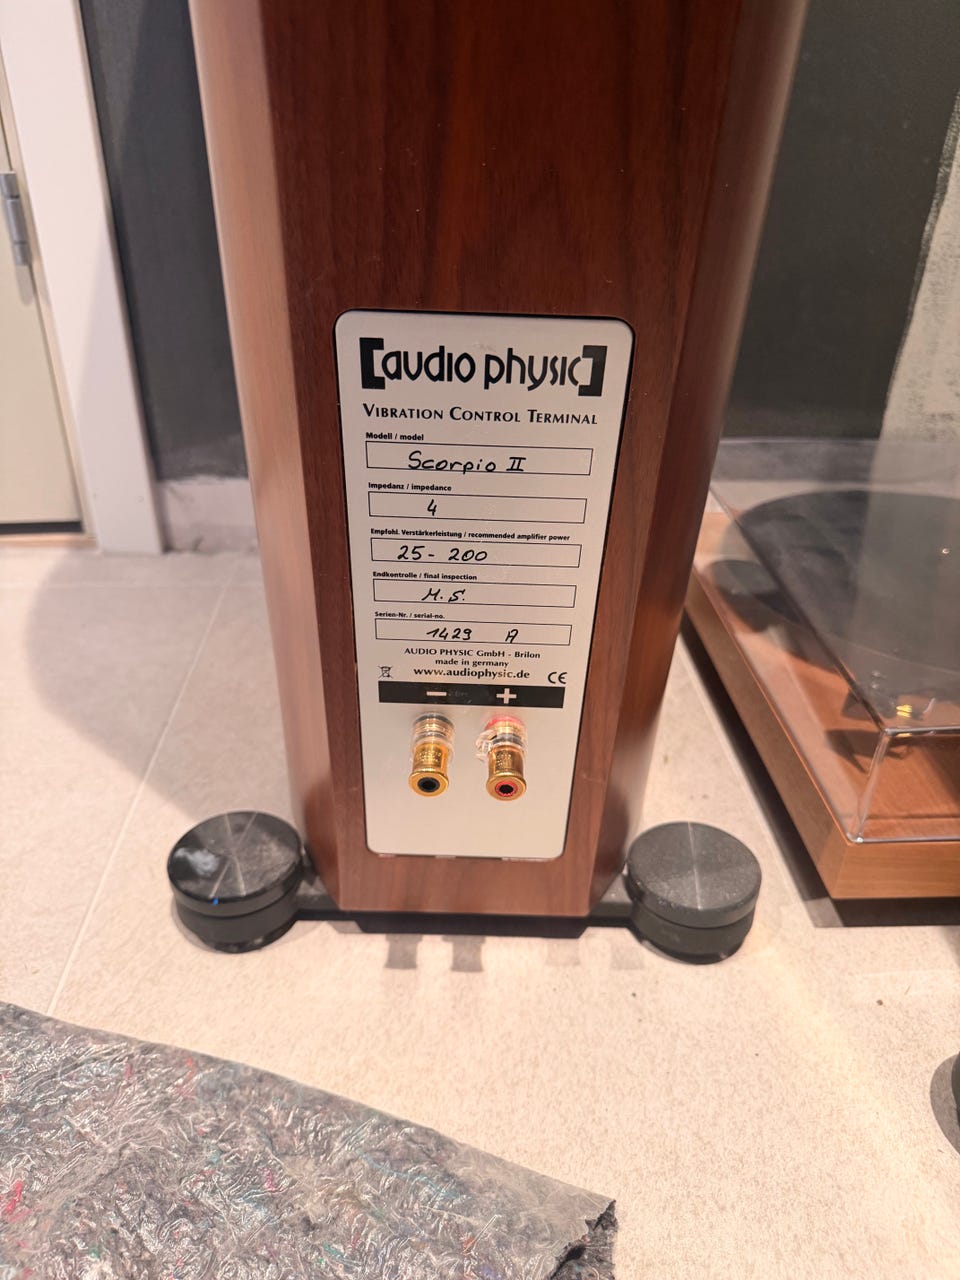 [audio physic]
VIBRATION CONTROL TERMINAL
Modell / model
Scorpio II
Impedanz / impedance
4
Empfohl. Verstärkerleistung / recommended amplifier power
25 - 200
Endkontrolle / final inspection
M. S.
Serien-Nr. / serial-no.
1429 A
AUDIO PHYSIC GmbH - Brilon
made in germany
www.audiophysic.de
CE
− +